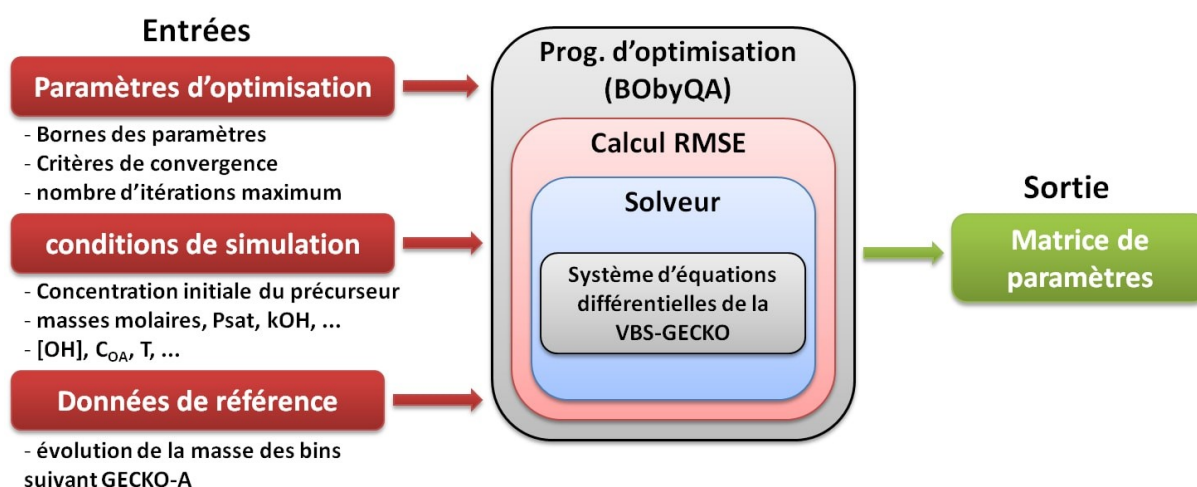 Entrées
Paramètres d'optimisation
- Bornes des paramètres
- Critères de convergence
- nombre d'itérations maximum
conditions de simulation
- Concentration initiale du précurseur
- masses molaires, Psat, kOH, ...
- [OH], C_OA, T, ...
Données de référence
- évolution de la masse des bins
suivant GECKO-A
Prog. d'optimisation
(BObyQA)
Calcul RMSE
Solveur
Système d'équations
différentielles de la
VBS-GECKO
Sortie
Matrice de
paramètres